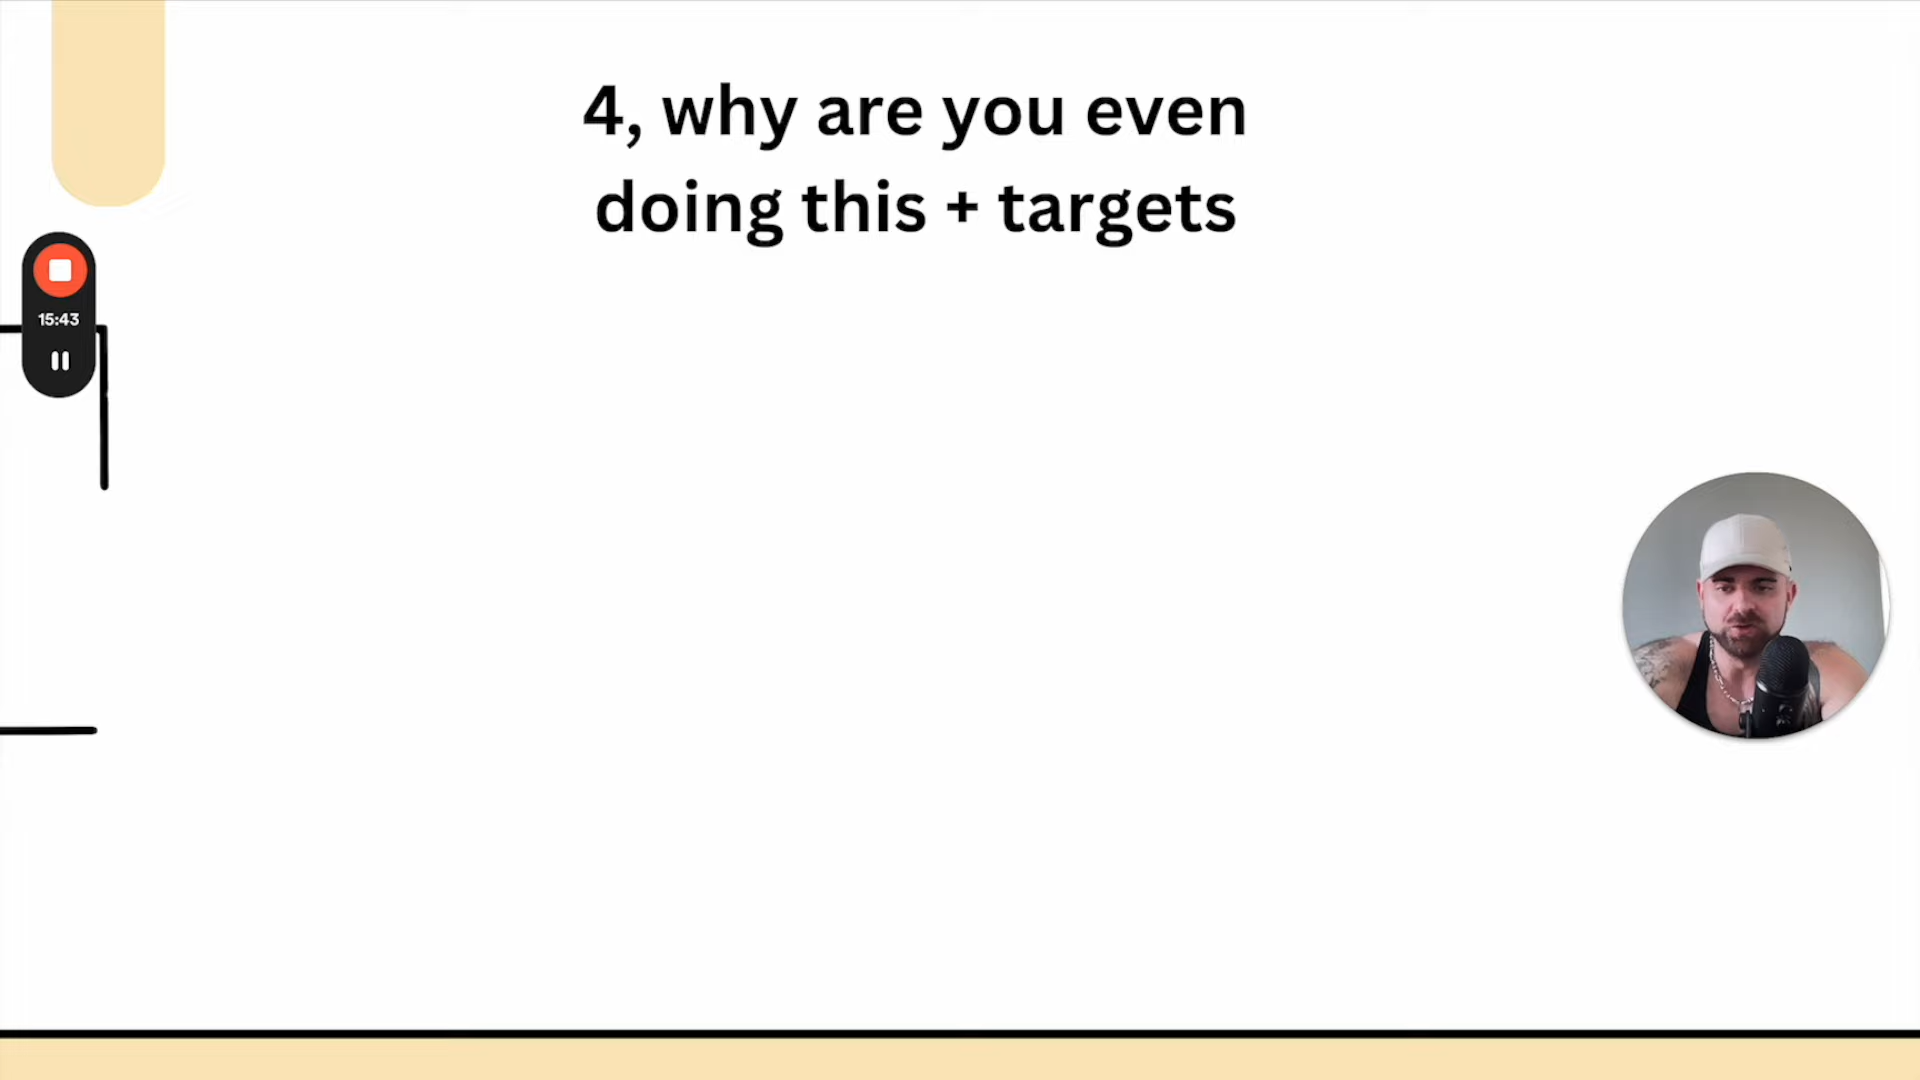 4, why are you even
doing this + targets
15:43